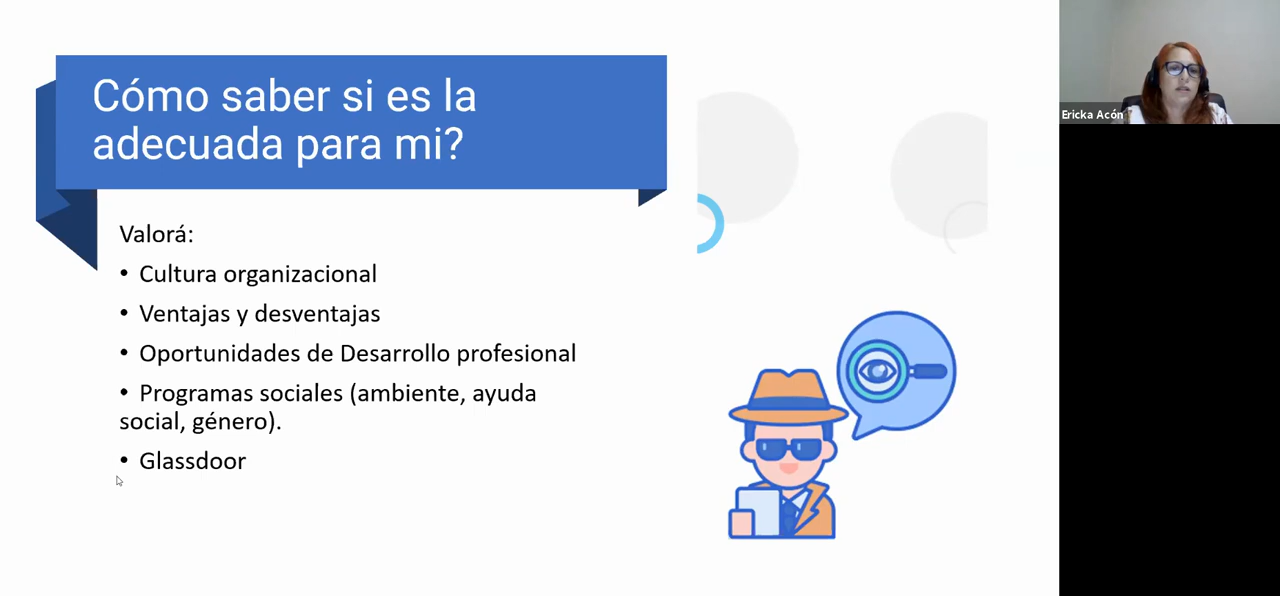 Cómo saber si es la
adecuada para mi?
Valorá:
• Cultura organizacional
• Ventajas y desventajas
• Oportunidades de Desarrollo profesional
• Programas sociales (ambiente, ayuda
social, género).
• Glassdoor
Ericka Acón